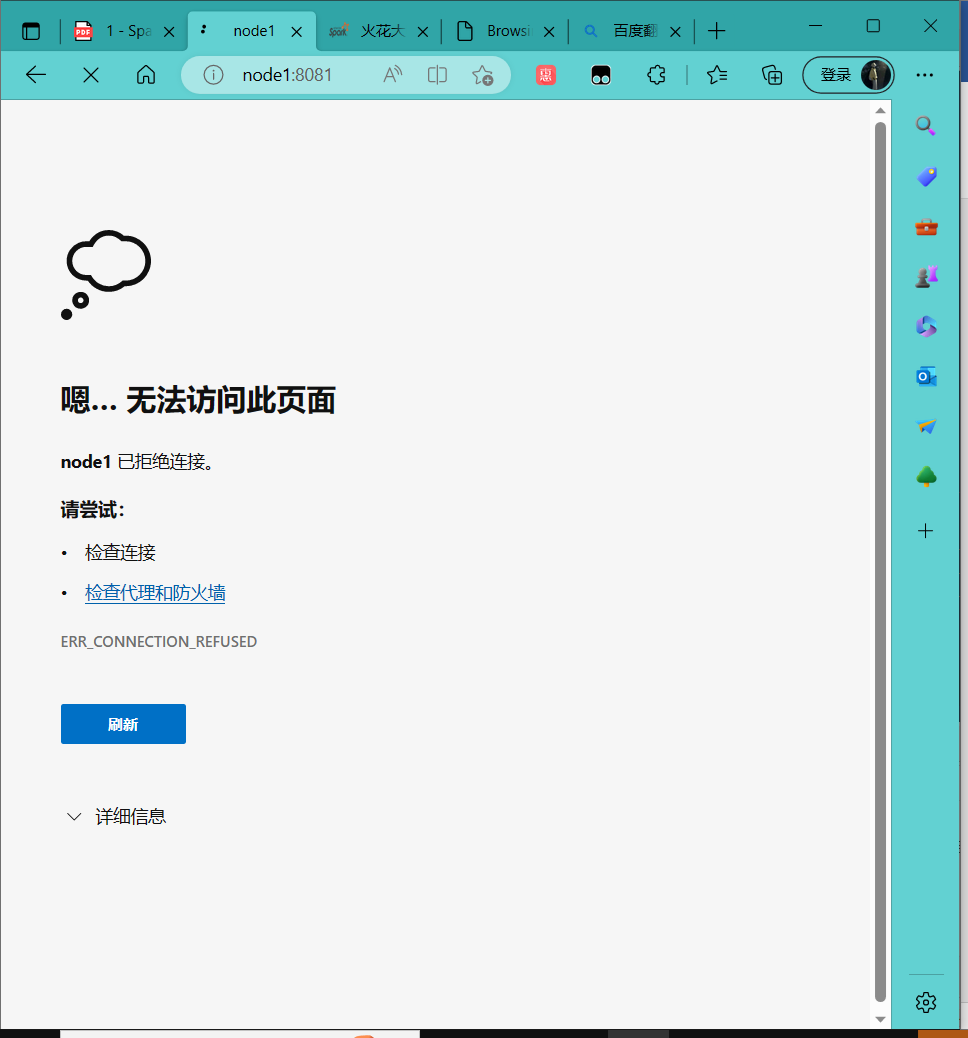 1 - Spa
node1
火花大
Browsi
百度翻
node1:8081
登录
嗯… 无法访问此页面
node1 已拒绝连接。
请尝试：
• 检查连接
• 检查代理和防火墙
ERR_CONNECTION_REFUSED
刷新
详细信息